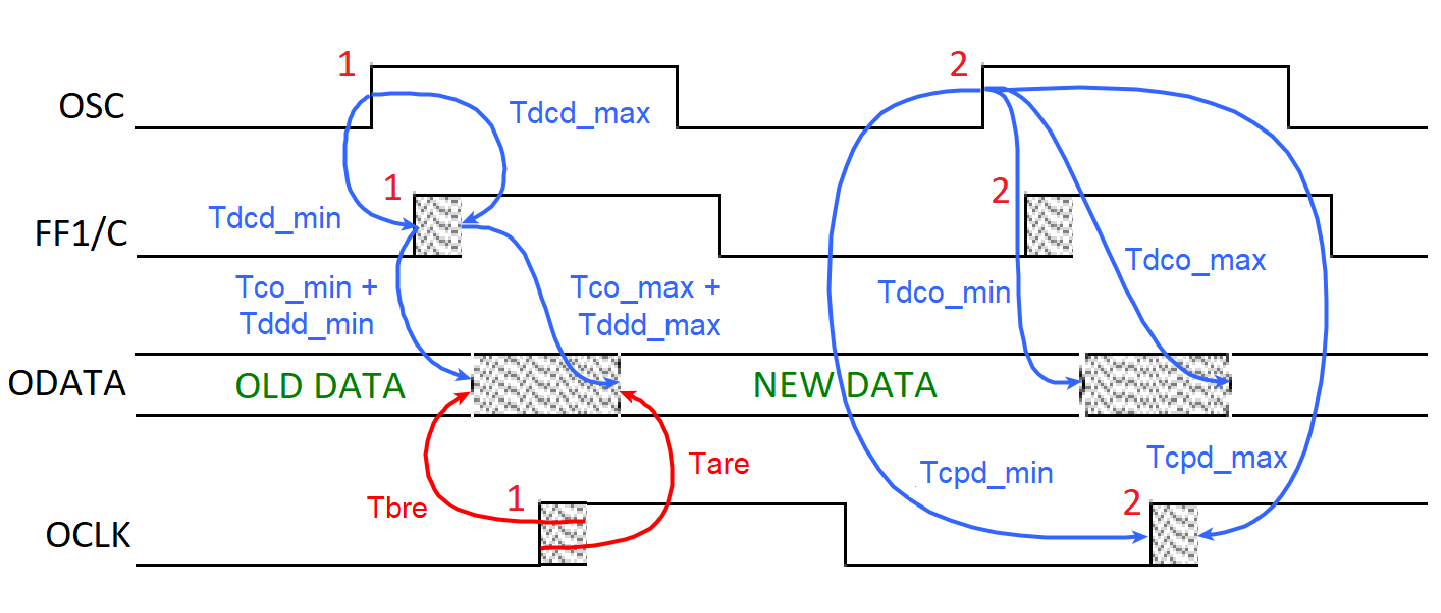 1
2
OSC
Tdcd_max
1
2
Tdcd_min
FF1/C
Tco_min +
Tddd_min
Tco_max +
Tddd_max
Tdco_min
Tdco_max
ODATA
OLD DATA
NEW DATA
Tbre
1
Tare
Tcpd_min
Tcpd_max
2
OCLK